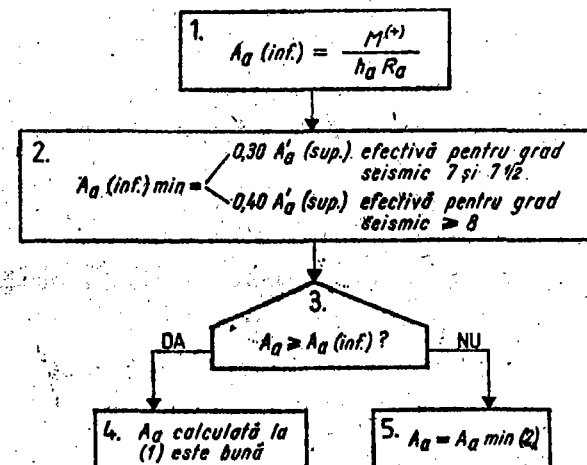 1.
Aa (inf.) = M(+) / ha Ra
2.
Aa (inf.) min =
0,30 A'a (sup.) efectivă pentru grad
seismic 7 și 7 1/2.
0,40 A'a (sup.) efectivă pentru grad
seismic ⩾ 8
3.
Aa ⩾ Aa (inf.) ?
DA
NU
4. Aa calculată la
(1) este bună
5. Aa = Aa min (2)